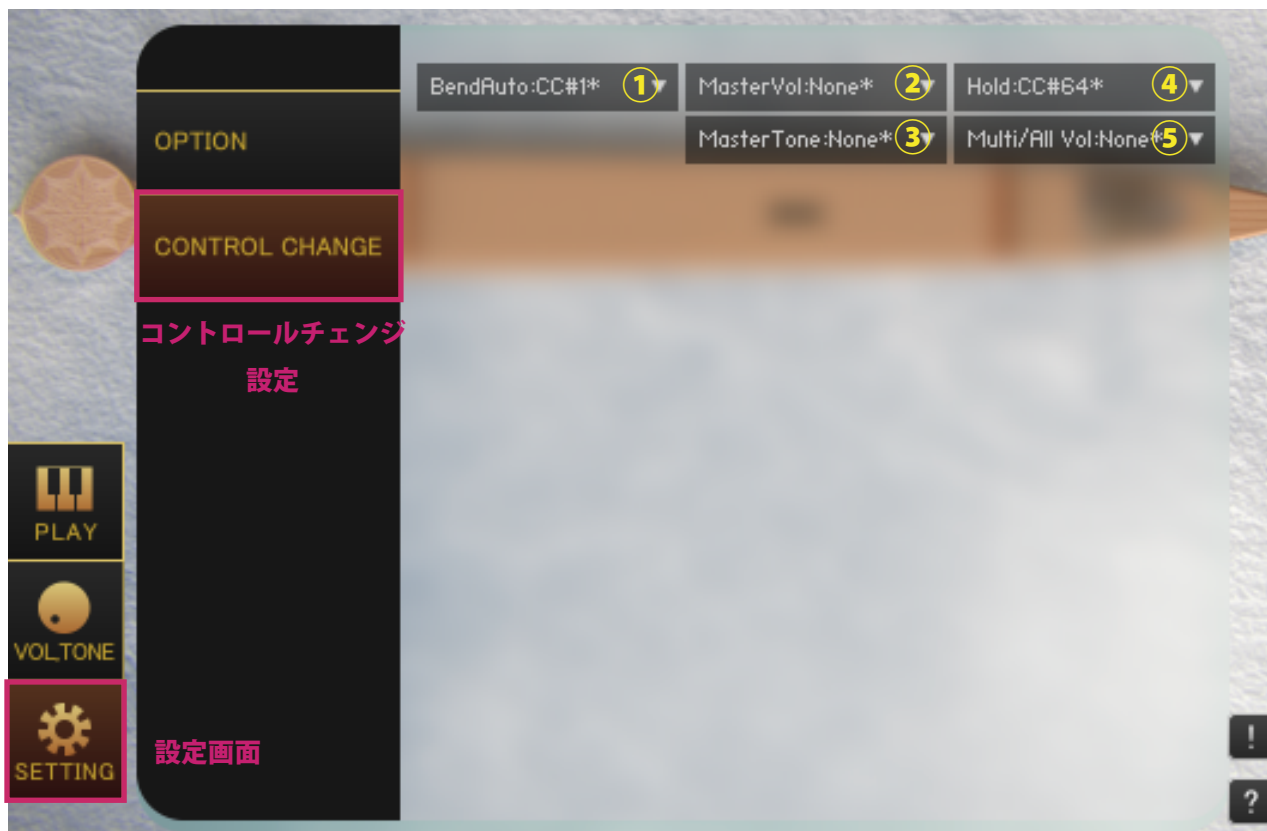 BendAuto:CC#1* ① ▼
MasterVol:None* ② ▼
Hold:CC#64* ④ ▼
OPTION
MasterTone:None* ③ ▼
Multi/All Vol:None* ⑤ ▼
CONTROL CHANGE
コントロールチェンジ
設定
PLAY
VOL,TONE
SETTING
設定画面
!
?